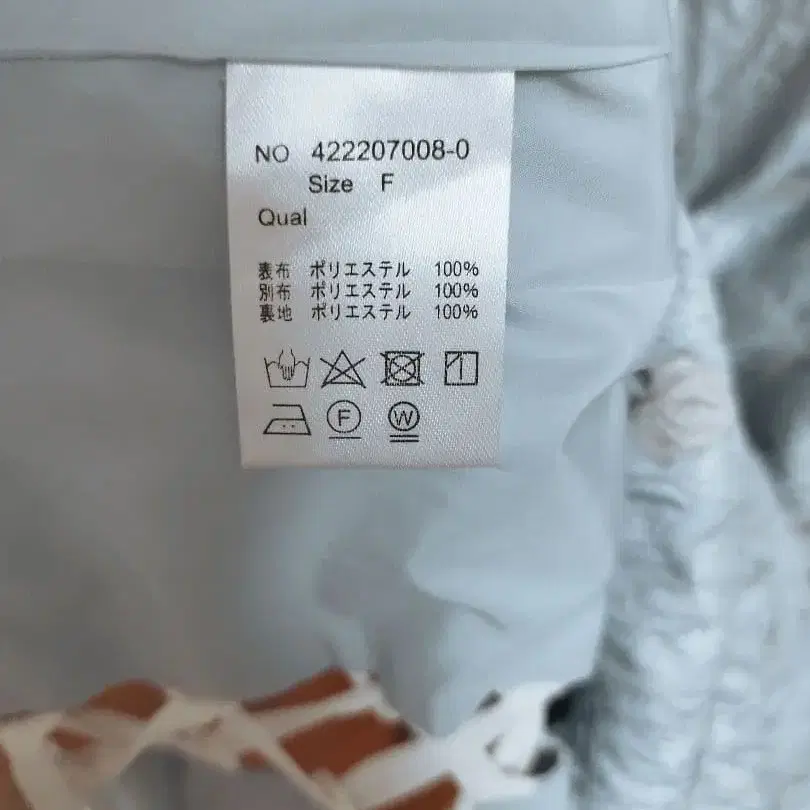 NO 422207008-0
Size F
Qual
表布 ポリエステル 100%
別布 ポリエステル 100%
裏地 ポリエステル 100%
F W